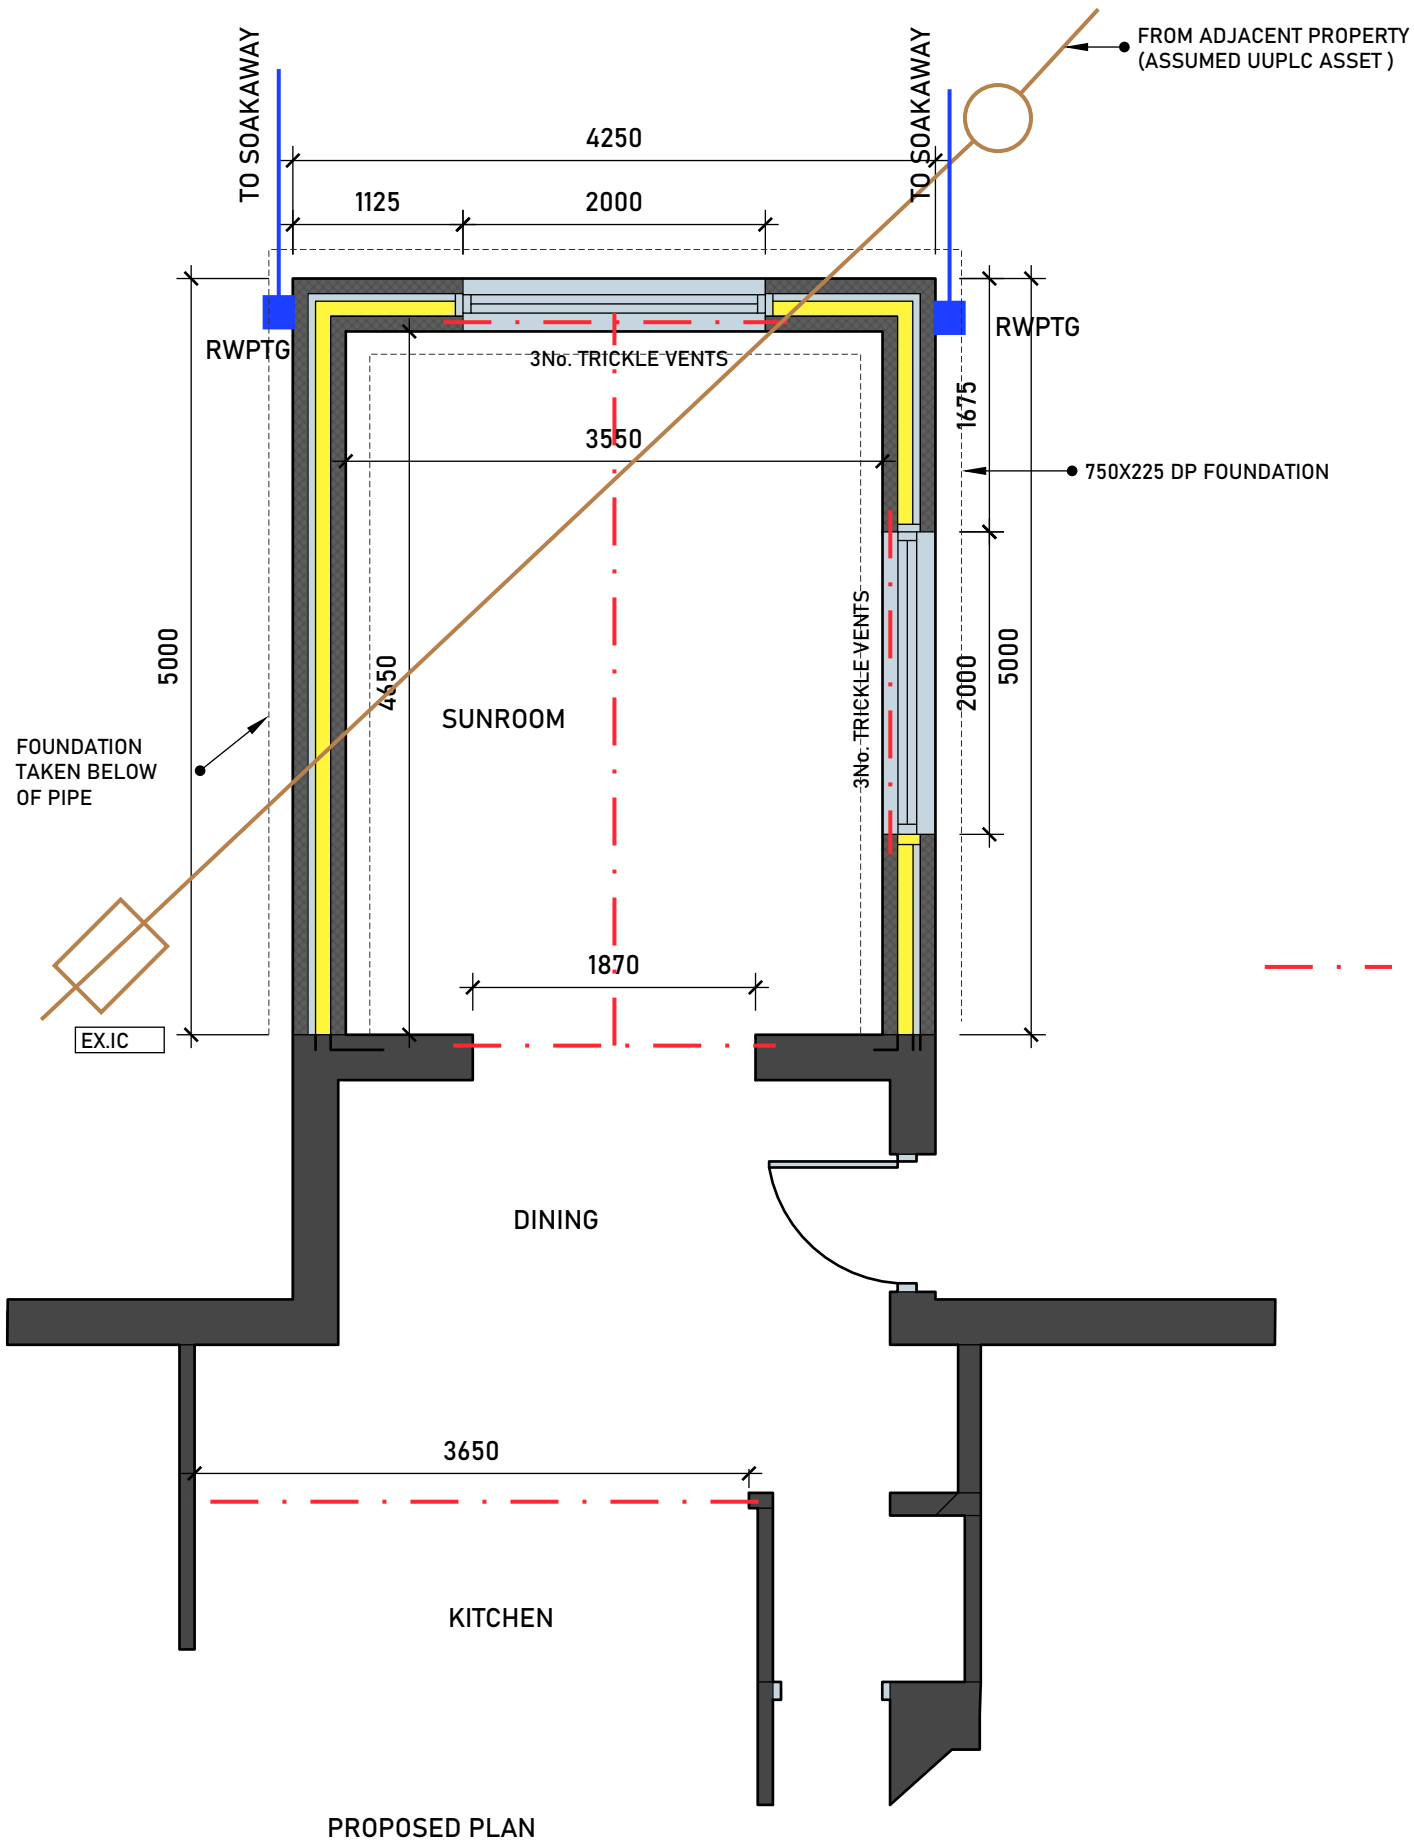 TO SOAKAWAY
TO SOAKAWAY
FROM ADJACENT PROPERTY
(ASSUMED UUPLC ASSET )
4250
1125
2000
RWPTG
RWPTG
3No. TRICKLE VENTS
1675
3550
750X225 DP FOUNDATION
5000
4650
SUNROOM
3No. TRICKLE VENTS
2000
5000
FOUNDATION
TAKEN BELOW
OF PIPE
1870
EX.IC
DINING
3650
KITCHEN
PROPOSED PLAN